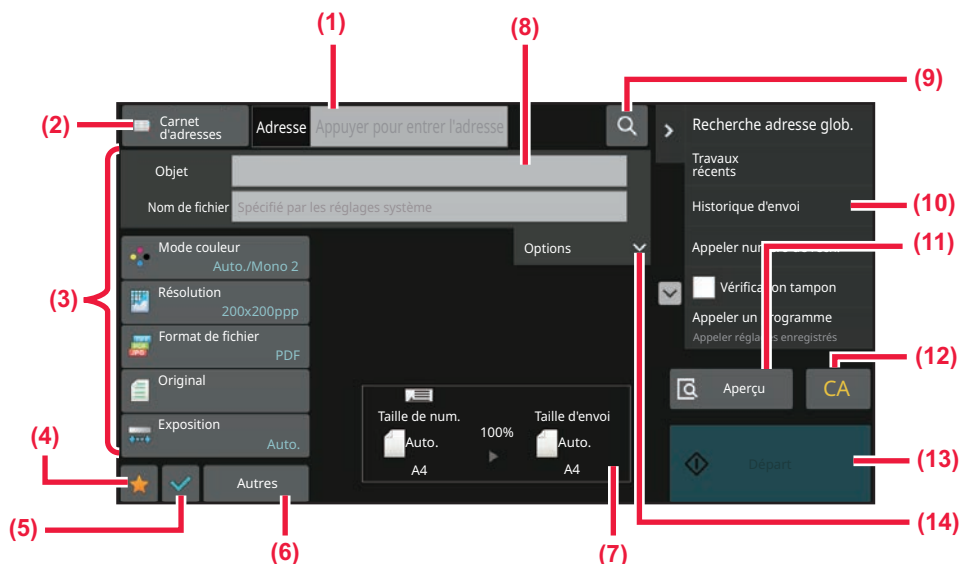 (1)
(8)
(9)
(2)
Carnet
d'adresses
Adresse
Appuyer pour entrer l'adresse
Recherche adresse glob.
Objet
Travaux
récents
Nom de fichier
Spécifié par les réglages système
Historique d'envoi
(10)
(11)
Options
Appeler
(3)
Mode couleur
Auto./Mono 2
Résolution
200x200ppp
Format de fichier
PDF
Original
Exposition
Auto.
Vérification tampon
Appeler un programme
Appeler réglages enregistrés
(12)
Aperçu
CA
Taille de num.
Auto.
A4
100%
Taille d'envoi
Auto.
A4
(4)
(13)
Départ
Autres
(5)
(6)
(7)
(14)